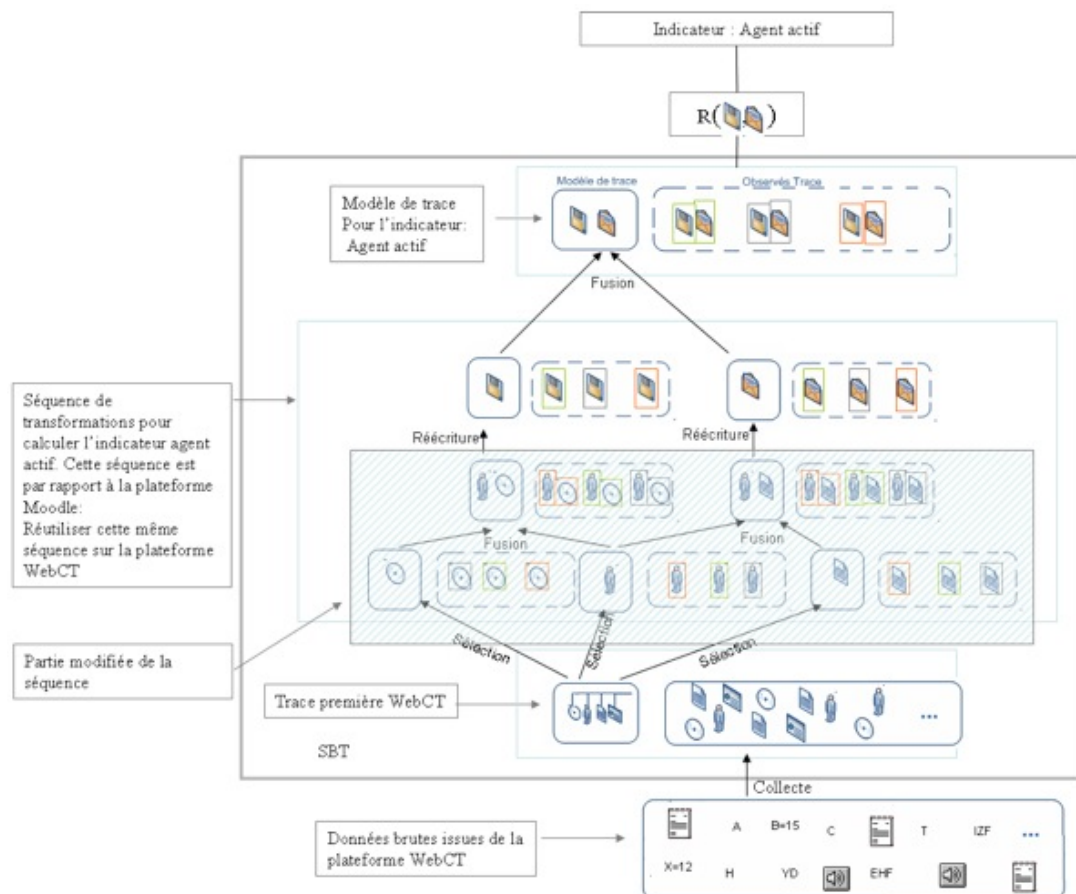 Indicateur : Agent actif
R( )
Modèle de trace
Observés Trace
Modèle de trace
Pour l'indicateur:
Agent actif
Fusion
Séquence de
transformations pour
calculer l'indicateur agent
actif. Cette séquence est
par rapport à la plateforme
Moodle:
Réutiliser cette même
séquence sur la plateforme
WebCT
Réécriture
Réécriture
Fusion
Fusion
Partie modifiée de la
séquence
Sélection
Sélection
Sélection
Trace première WebCT
...
SBT
Collecte
Données brutes issues de la
plateforme WebCT
A
B=15
C
T
IZF
...
X=12
H
YD
EHF